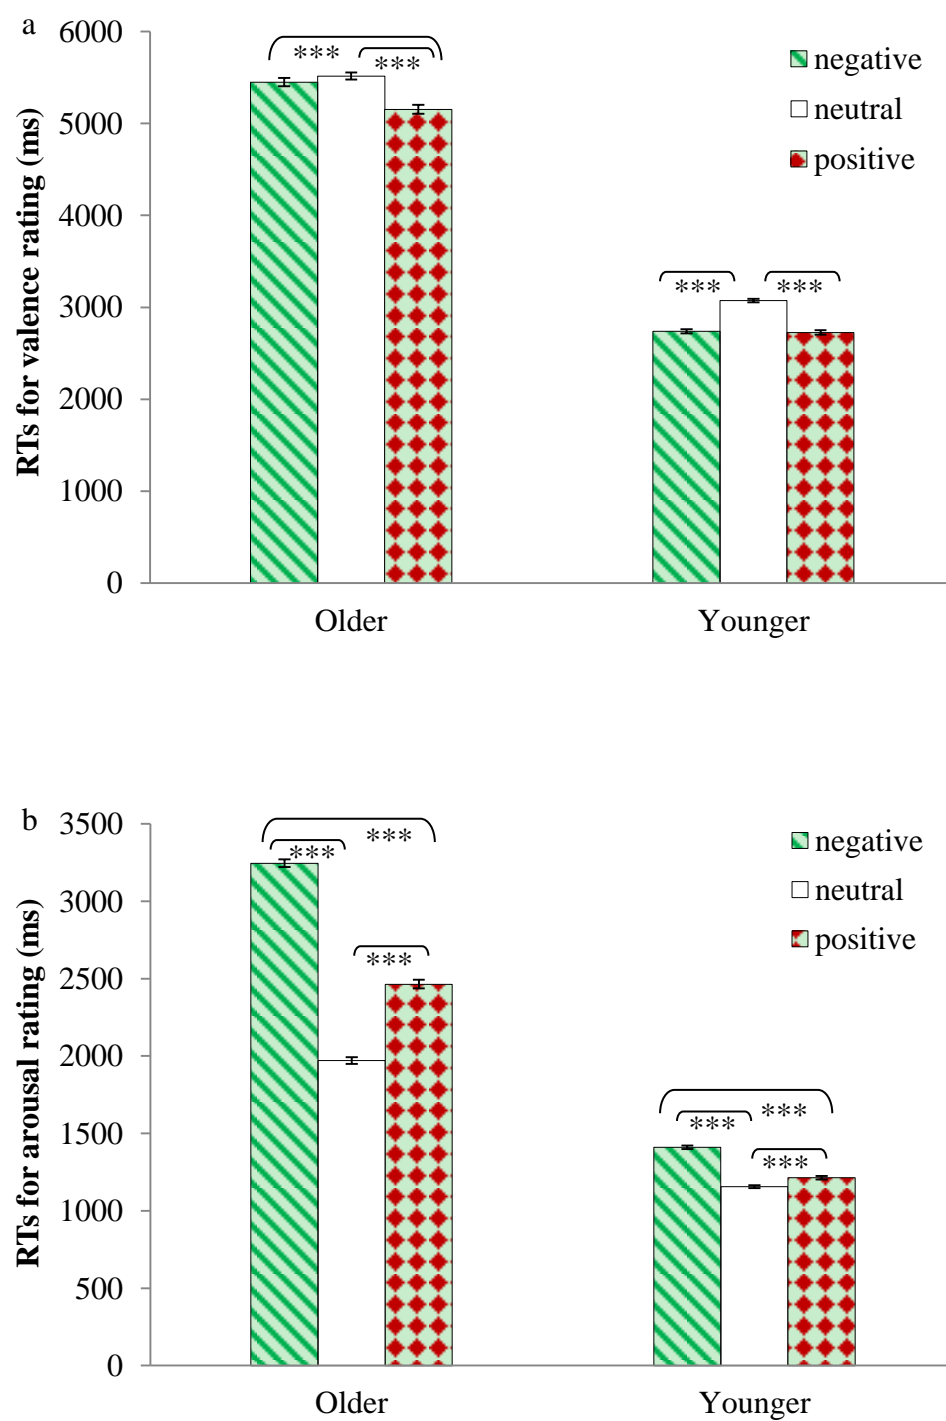 a
6000
5000
4000
3000
2000
1000
0
RTs for valence rating (ms)
***
***
***
***
negative
neutral
positive
Older
Younger
b
3500
3000
2500
2000
1500
1000
500
0
RTs for arousal rating (ms)
***
***
***
***
***
***
negative
neutral
positive
Older
Younger